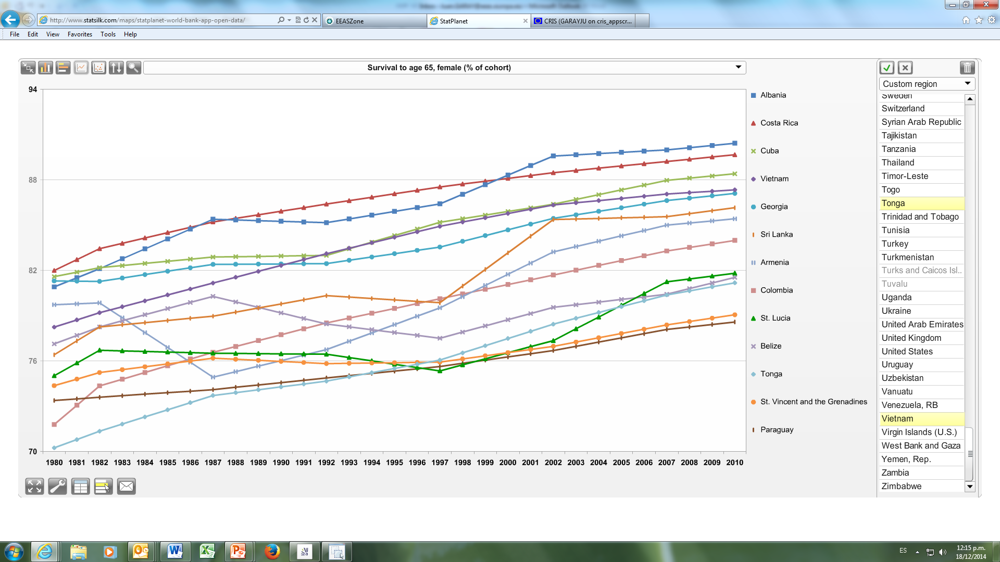 http://www.statsilk.com/maps/statplanet-world-bank-app-open-data/
EEASZone
StatPlanet
CRIS (GARAYJU on cris_appscr...
File Edit View Favorites Tools Help
Survival to age 65, female (% of cohort)
94
88
82
76
70
1980 1981 1982 1983 1984 1985 1986 1987 1988 1989 1990 1991 1992 1993 1994 1995 1996 1997 1998 1999 2000 2001 2002 2003 2004 2005 2006 2007 2008 2009 2010
Albania
Costa Rica
Cuba
Vietnam
Georgia
Sri Lanka
Armenia
Colombia
St. Lucia
Belize
Tonga
St. Vincent and the Grenadines
Paraguay
Custom region
Sweden
Switzerland
Syrian Arab Republic
Tajikistan
Tanzania
Thailand
Timor-Leste
Togo
Tonga
Trinidad and Tobago
Tunisia
Turkey
Turkmenistan
Turks and Caicos Isl..
Tuvalu
Uganda
Ukraine
United Arab Emirates
United Kingdom
United States
Uruguay
Uzbekistan
Vanuatu
Venezuela, RB
Vietnam
Virgin Islands (U.S.)
West Bank and Gaza
Yemen, Rep.
Zambia
Zimbabwe
ES
12:15 p.m.
18/12/2014